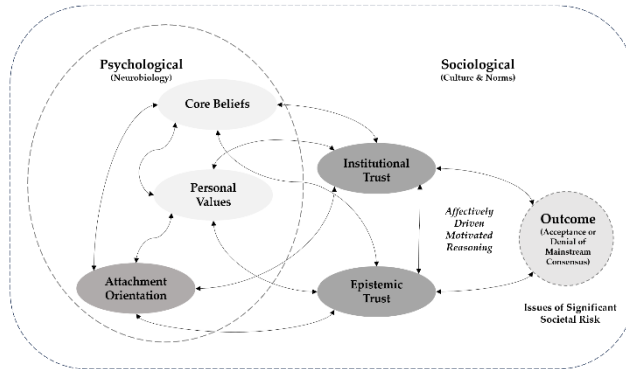 Psychological
(Neurobiology)
Sociological
(Culture & Norms)
Core Beliefs
Institutional
Trust
Personal
Values
Affectively
Driven
Motivated
Reasoning
Outcome
(Acceptance or
Denial of
Mainstream
Consensus)
Attachment
Orientation
Epistemic
Trust
Issues of Significant
Societal Risk